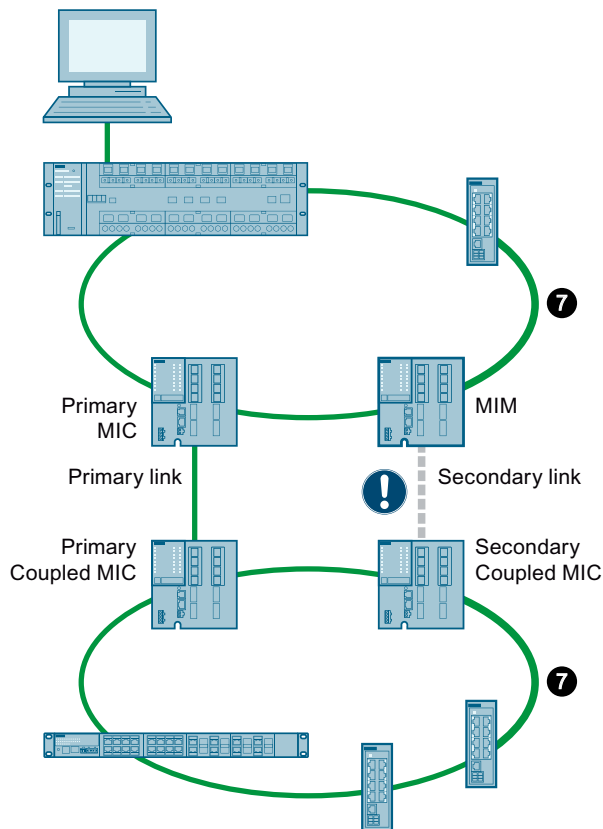 7
Primary
MIC
MIM
Primary link
Secondary link
Primary
Coupled MIC
Secondary
Coupled MIC
7